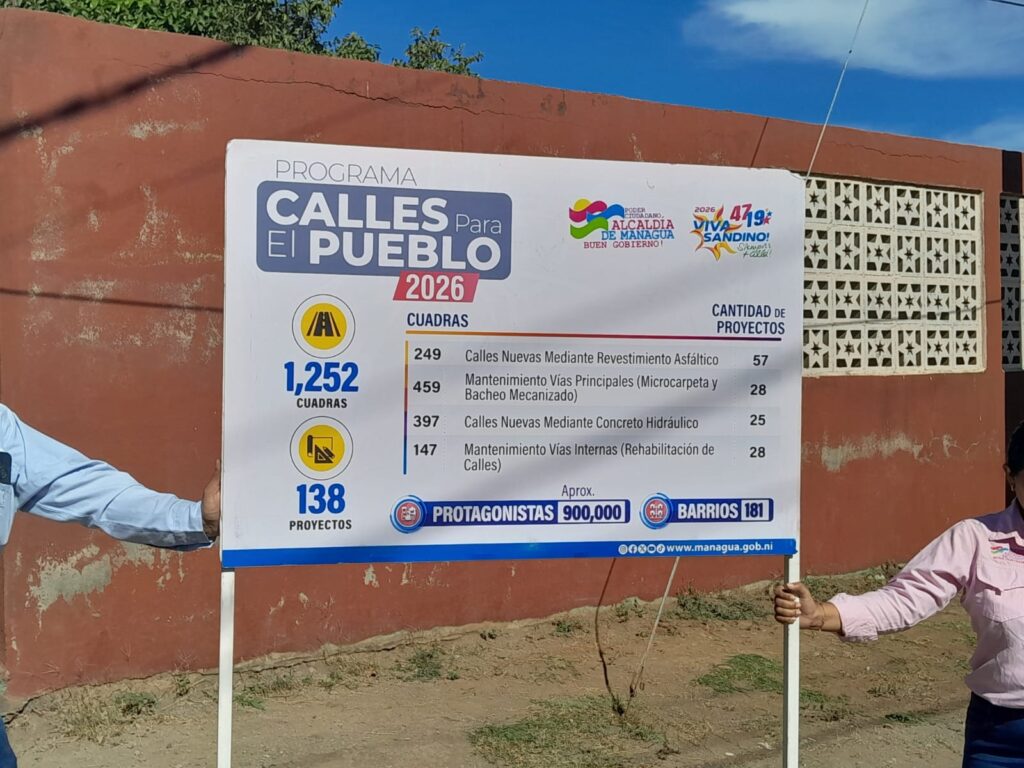 PROGRAMA
CALLES Para
El PUEBLO
2026
PODER
CIUDADANO,
ALCALDIA
DE MANAGUA
BUEN GOBIERNO!
2026 47 19
VIVA
SANDINO!
Siempre
+allá!
1,252
CUADRAS
138
PROYECTOS
CUADRAS
CANTIDAD DE
PROYECTOS
249 Calles Nuevas Mediante Revestimiento Asfáltico 57
459 Mantenimiento Vías Principales (Microcarpeta y
Bacheo Mecanizado) 28
397 Calles Nuevas Mediante Concreto Hidráulico 25
147 Mantenimiento Vías Internas (Rehabilitación de
Calles) 28
Aprox.
PROTAGONISTAS 900,000
BARRIOS 181
www.managua.gob.ni